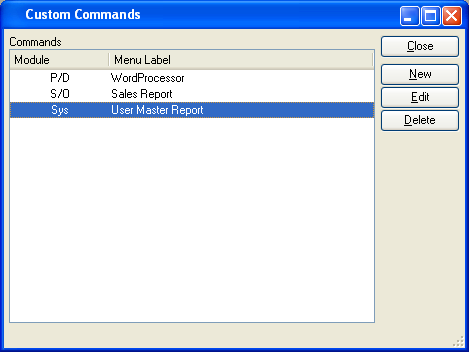 Custom Commands
Commands
Module Menu Label
P/D WordProcessor
S/O Sales Report
Sys User Master Report
Close
New
Edit
Delete